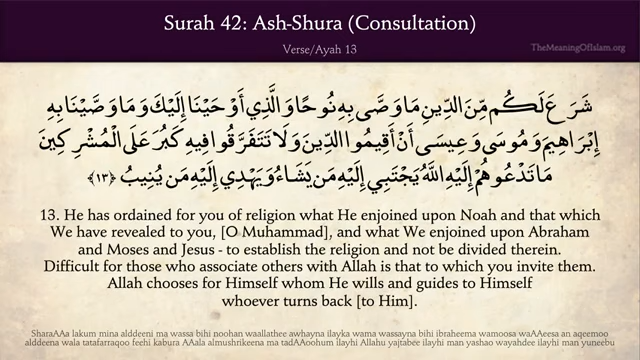 Surah 42: Ash-Shura (Consultation)
Verse/Ayah 13
TheMeaningOfIslam.org
شَرَعَ لَكُم مِّنَ الدِّينِ مَا وَصَّى بِهِ نُوحًا وَالَّذِي أَوْحَيْنَا إِلَيْكَ وَمَا وَصَّيْنَا بِهِ
إِبْرَاهِيمَ وَمُوسَى وَعِيسَى أَنْ أَقِيمُوا الدِّينَ وَلَا تَتَفَرَّقُوا فِيهِ كَبُرَ عَلَى الْمُشْرِكِينَ
مَا تَدْعُوهُمْ إِلَيْهِ اللَّهُ يَجْتَبِي إِلَيْهِ مَن يَشَاءُ وَيَهْدِي إِلَيْهِ مَن يُنِيبُ ﴿١٣﴾
13. He has ordained for you of religion what He enjoined upon Noah and that which
We have revealed to you, [O Muhammad], and what We enjoined upon Abraham
and Moses and Jesus - to establish the religion and not be divided therein.
Difficult for those who associate others with Allah is that to which you invite them.
Allah chooses for Himself whom He wills and guides to Himself
whoever turns back [to Him].
SharaAAa lakum mina alddeeni ma wassa bihi noohan waallathee awhayna ilayka wama wassayna bihi ibraheema wamoosa waAAeesa an aqeemoo
alddeena wala tatafarraqoo feehi kabura AAala almushrikeena ma tadAAoohum ilayhi Allahu yajtabee ilayhi man yashao wayahdee ilayhi man yuneebu